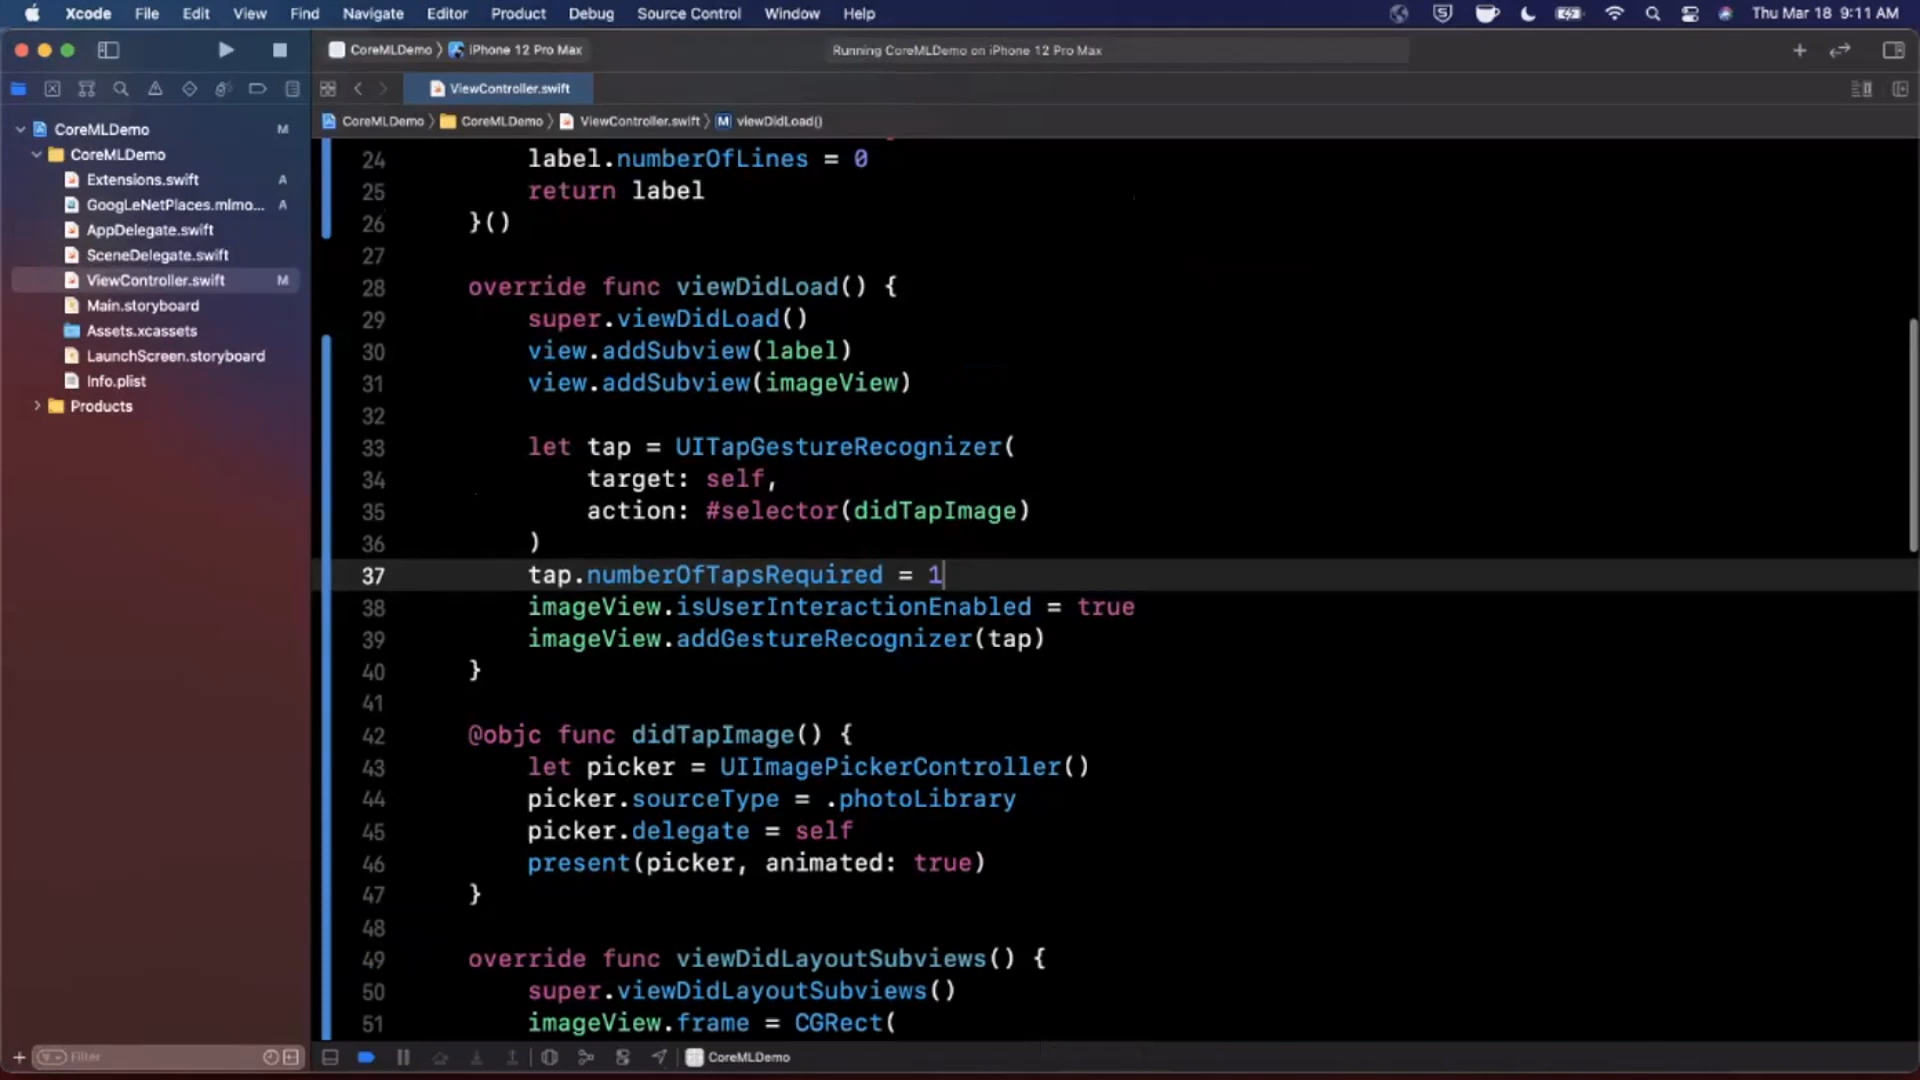 Xcode File Edit View Find Navigate Editor Product Debug Source Control Window Help Thu Mar 18 9:11 AM
CoreMLDemo iPhone 12 Pro Max Running CoreMLDemo on iPhone 12 Pro Max
ViewController.swift
CoreMLDemo CoreMLDemo ViewController.swift M viewDidLoad()
CoreMLDemo M
CoreMLDemo
Extensions.swift A
GoogLeNetPlaces.mlmo... A
AppDelegate.swift
SceneDelegate.swift
ViewController.swift M
Main.storyboard
Assets.xcassets
LaunchScreen.storyboard
Info.plist
Products
24 label.numberOfLines = 0
25 return label
26 }()
27
28 override func viewDidLoad() {
29 super.viewDidLoad()
30 view.addSubview(label)
31 view.addSubview(imageView)
32
33 let tap = UITapGestureRecognizer(
34 target: self,
35 action: #selector(didTapImage)
36 )
37 tap.numberOfTapsRequired = 1
38 imageView.isUserInteractionEnabled = true
39 imageView.addGestureRecognizer(tap)
40 }
41
42 @objc func didTapImage() {
43 let picker = UIImagePickerController()
44 picker.sourceType = .photoLibrary
45 picker.delegate = self
46 present(picker, animated: true)
47 }
48
49 override func viewDidLayoutSubviews() {
50 super.viewDidLayoutSubviews()
51 imageView.frame = CGRect(
Filter CoreMLDemo